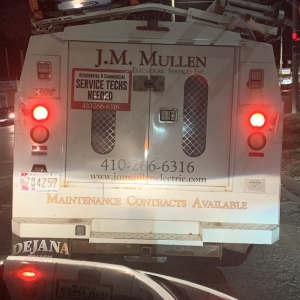 J.M. Mullen
Electrical Services Inc.
Residential & Commercial
SERVICE TECHS
NEEDED
410-266-6316
410-266-6316
www.jmmullenelectric.com
Maintenance Contracts Available
DEJANA